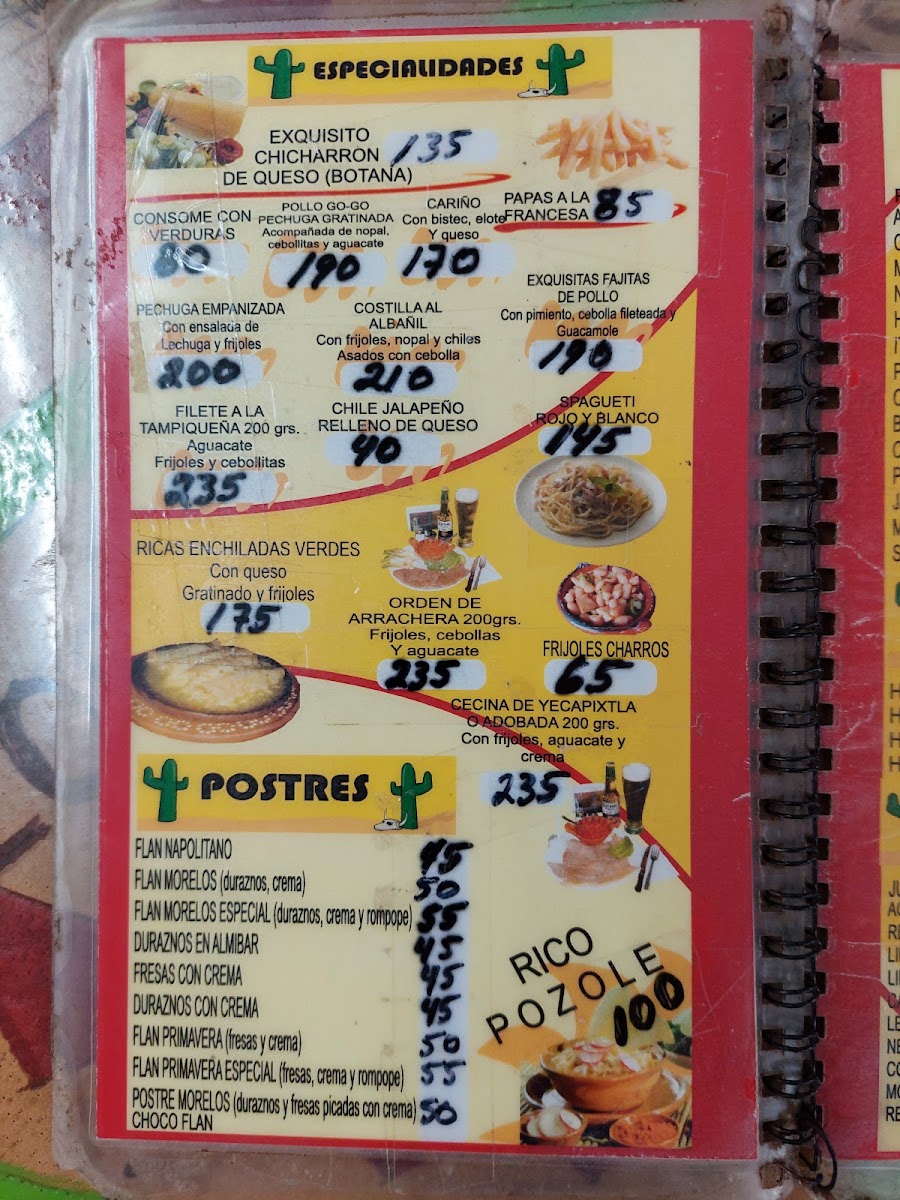 ESPECIALIDADES
EXQUISITO
CHICHARRON 135
DE QUESO (BOTANA)
PAPAS A LA
FRANCESA 85
CONSOME CON
VERDURAS
80
POLLO GO-GO
PECHUGA GRATINADA
Acompañada de nopal,
cebollitas y aguacate
190
CARIÑO
Con bistec, elote
Y queso
170
PECHUGA EMPANIZADA
Con ensalada de
Lechuga y frijoles
200
COSTILLA AL
ALBAÑIL
Con frijoles, nopal y chiles
Asados con cebolla
210
EXQUISITAS FAJITAS
DE POLLO
Con pimiento, cebolla fileteada y
Guacamole
190
FILETE A LA
TAMPIQUEÑA 200 grs.
Aguacate
Frijoles y cebollitas
235
CHILE JALAPEÑO
RELLENO DE QUESO
40
SPAGUETI
ROJO Y BLANCO
145
RICAS ENCHILADAS VERDES
Con queso
Gratinado y frijoles
175
ORDEN DE
ARRACHERA 200grs.
Frijoles, cebollas
Y aguacate
235
FRIJOLES CHARROS
65
CECINA DE YECAPIXTLA
O ADOBADA 200 grs.
Con frijoles, aguacate y
crema
235
POSTRES
FLAN NAPOLITANO 45
FLAN MORELOS (duraznos, crema) 50
FLAN MORELOS ESPECIAL (duraznos, crema y rompope) 55
DURAZNOS EN ALMIBAR 45
FRESAS CON CREMA 45
DURAZNOS CON CREMA 45
FLAN PRIMAVERA (fresas y crema) 50
FLAN PRIMAVERA ESPECIAL (fresas, crema y rompope) 55
POSTRE MORELOS (duraznos y fresas picadas con crema) 50
CHOCO FLAN
RICO
POZOLE
100